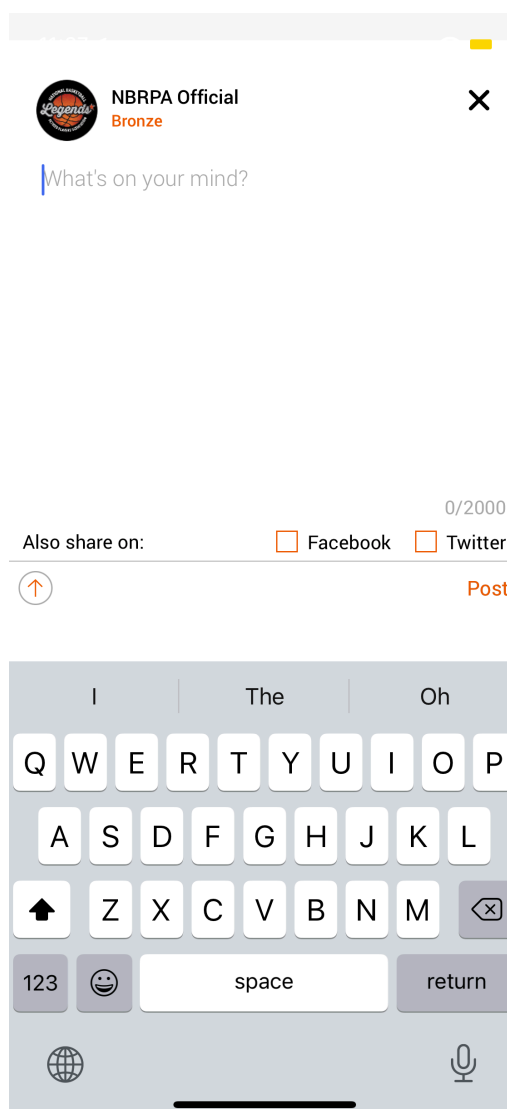 NBRPA Official
Legends
Bronze
What's on your mind?
0/2000
Also share on: Facebook Twitter
Post
I The Oh
Q W E R T Y U I O P
A S D F G H J K L
Z X C V B N M
123 space return